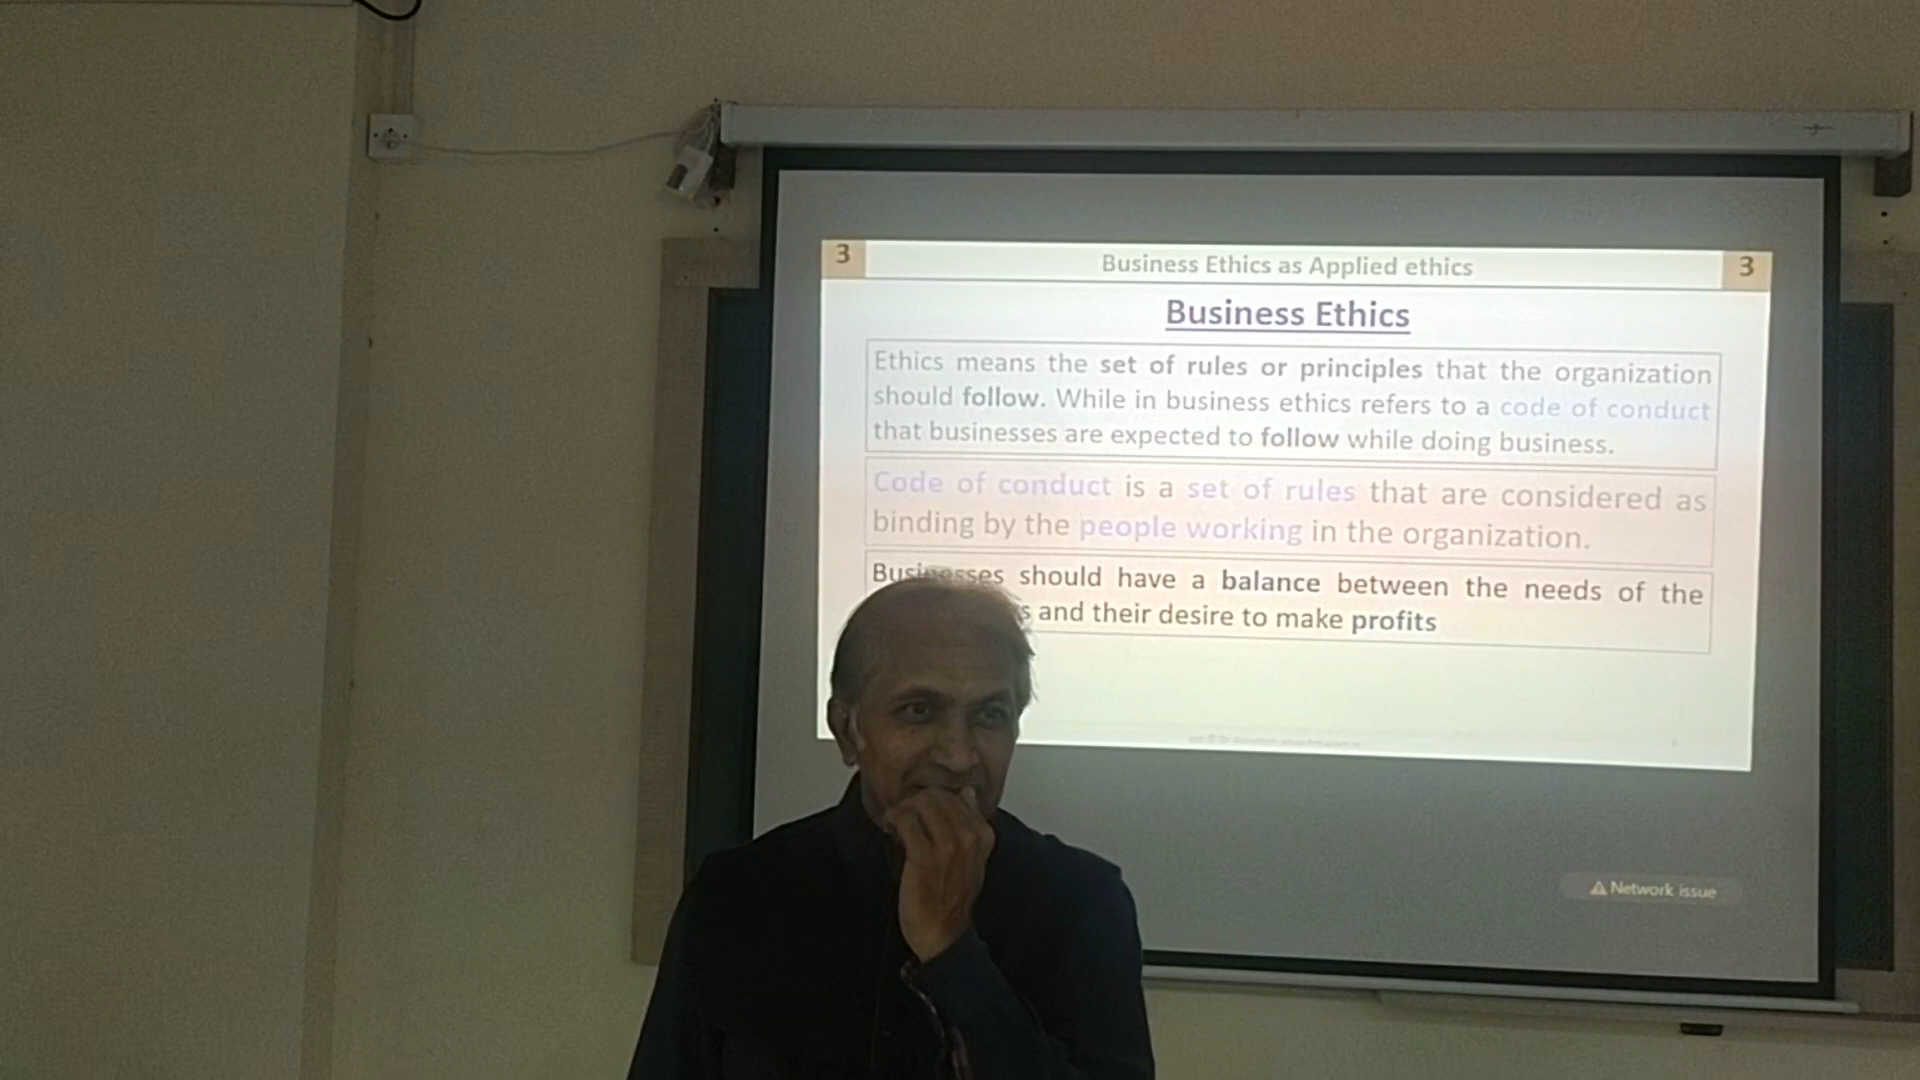 3 Business Ethics as Applied ethics 3
Business Ethics
Ethics means the set of rules or principles that the organization
should follow. While in business ethics refers to a code of conduct
that businesses are expected to follow while doing business.
Code of conduct is a set of rules that are considered as
binding by the people working in the organization.
Businesses should have a balance between the needs of the
and their desire to make profits
Network issue